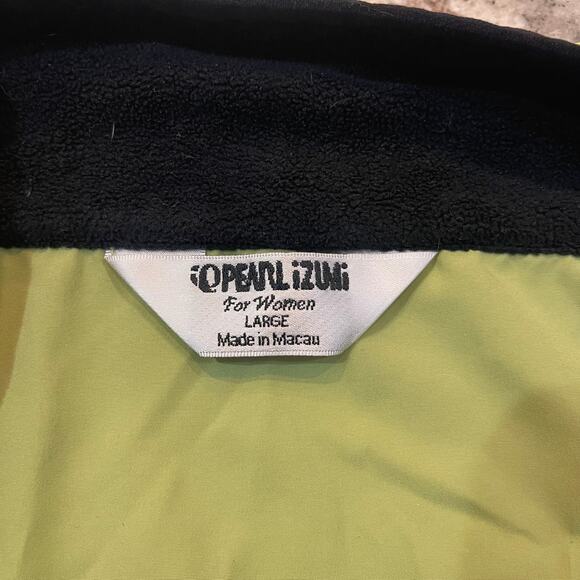 PEARL iZUMi
For Women
LARGE
Made in Macau